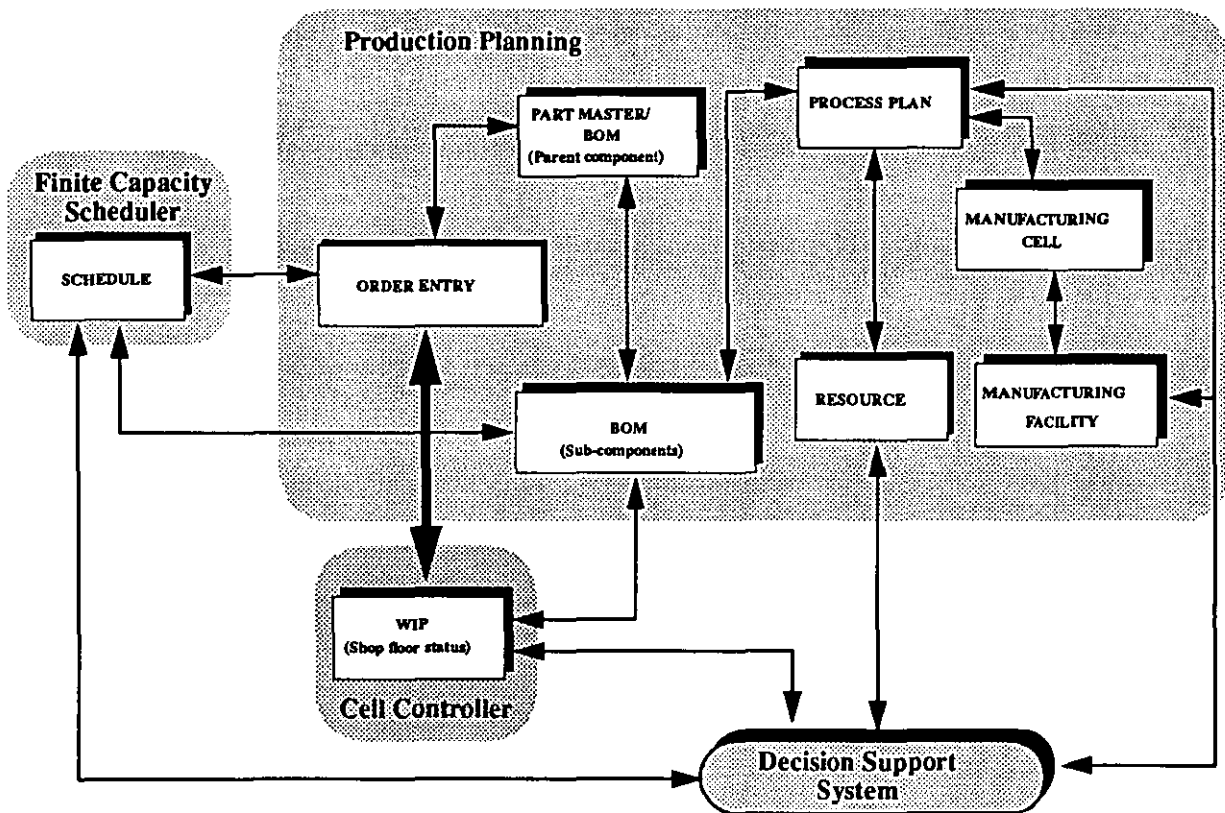 Production Planning
PART MASTER/
BOM
(Parent component)
PROCESS PLAN
Finite Capacity
Scheduler
SCHEDULE
ORDER ENTRY
MANUFACTURING
CELL
BOM
(Sub-components)
RESOURCE
MANUFACTURING
FACILITY
WIP
(Shop floor status)
Cell Controller
Decision Support
System